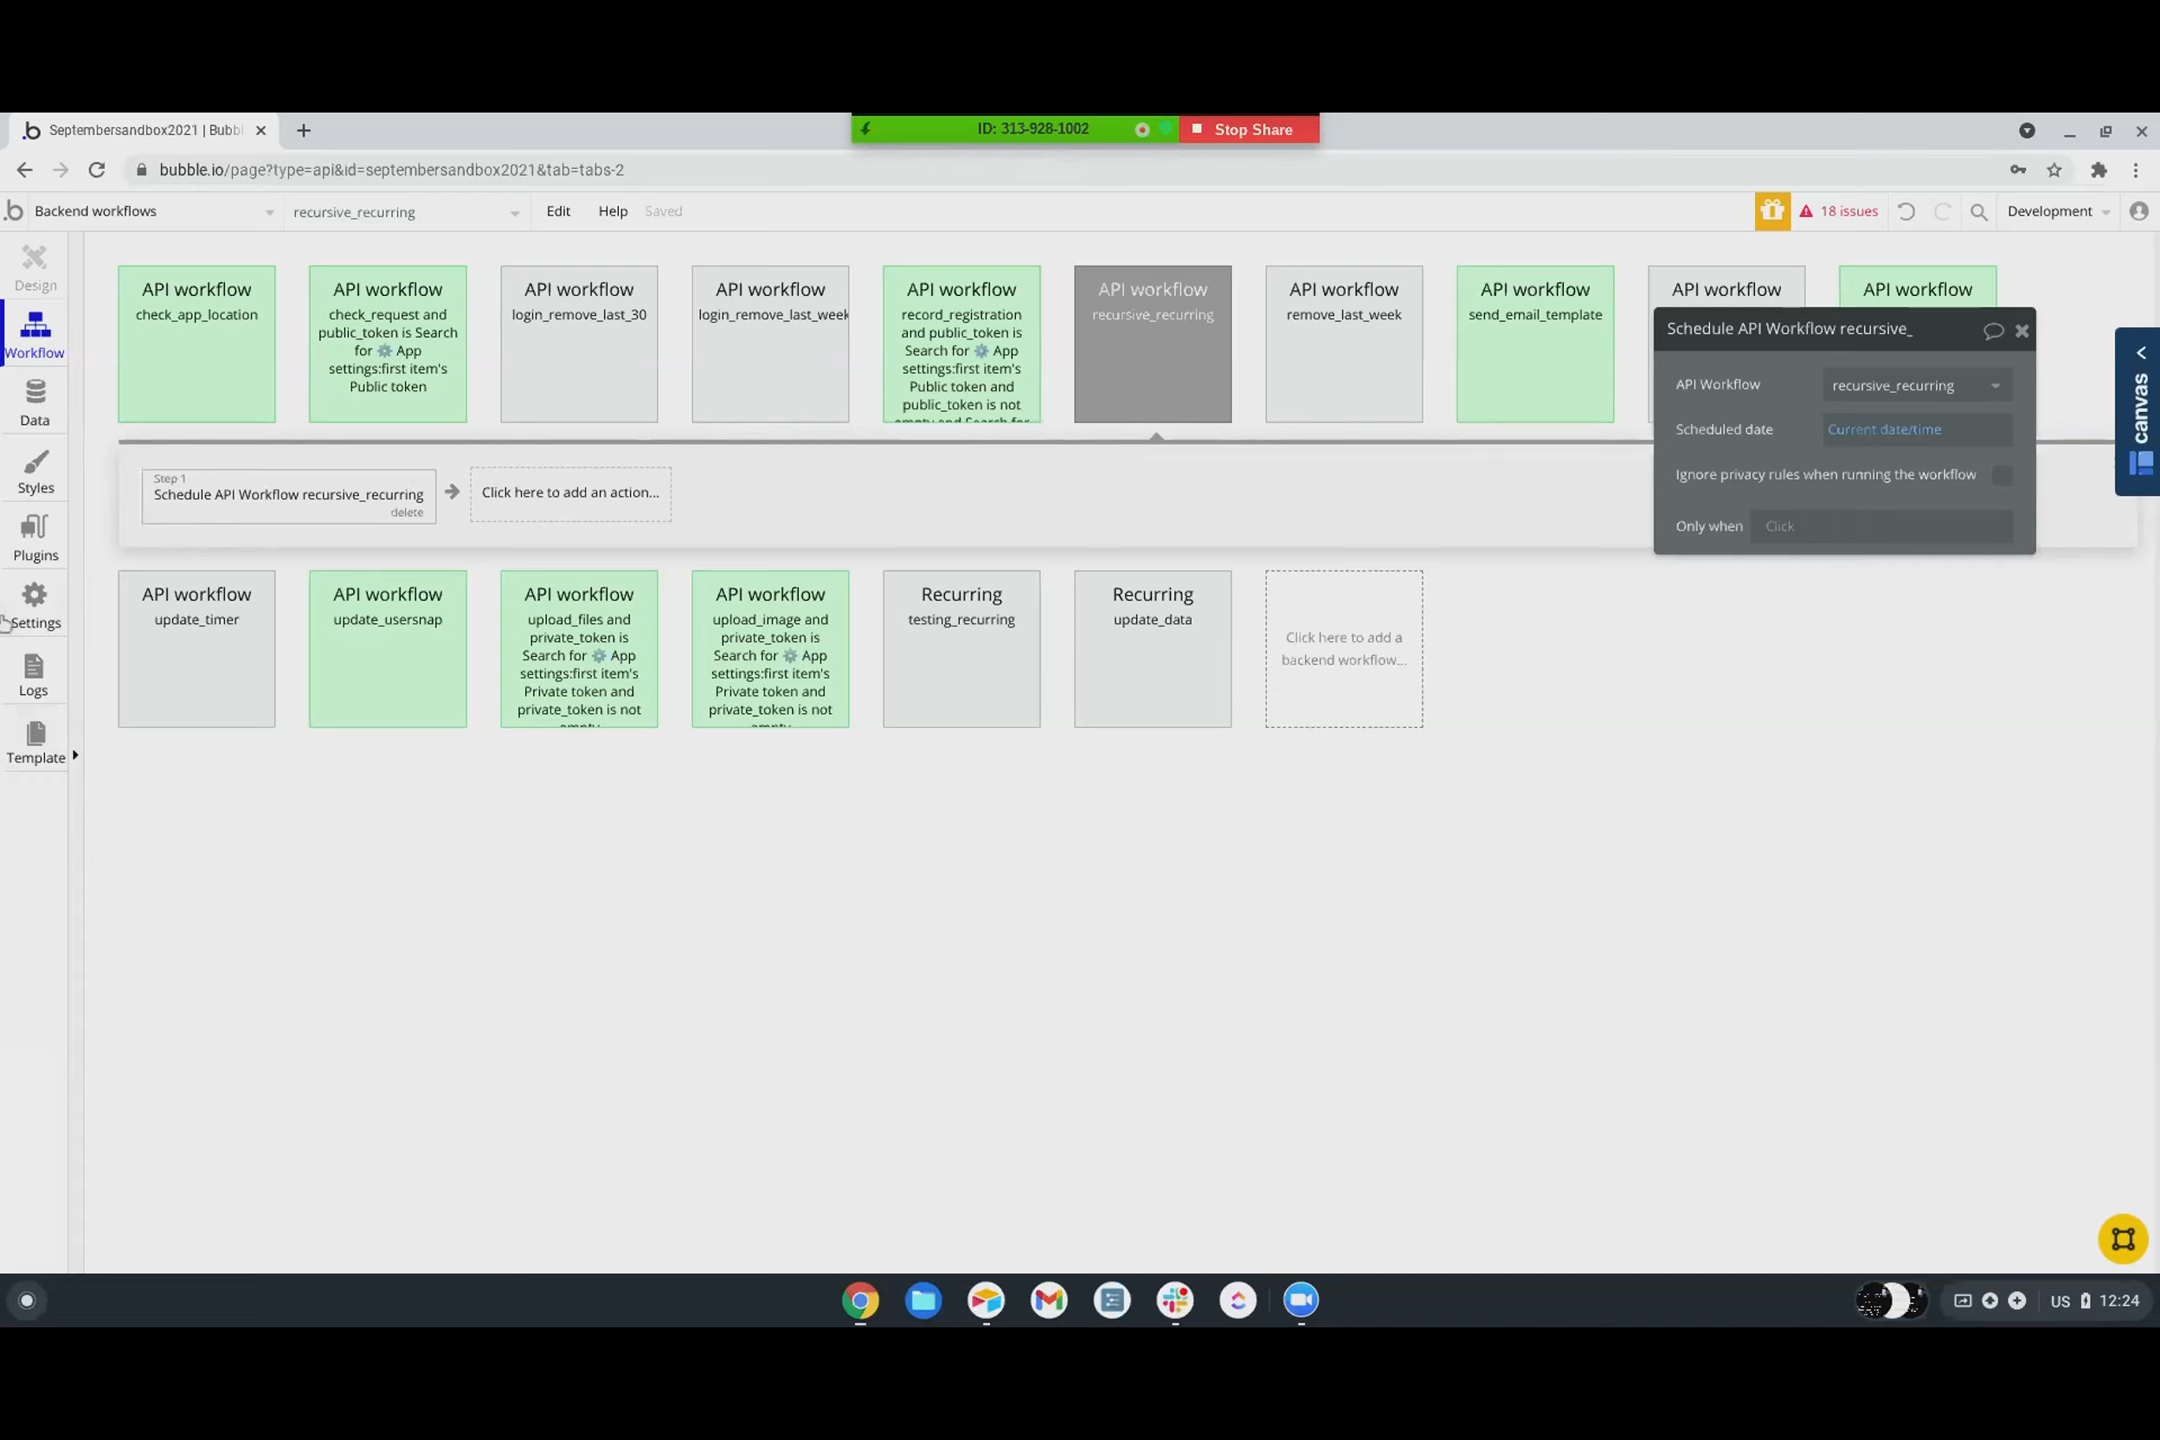 Septembersandbox2021 | Bubbl
ID: 313-928-1002
Stop Share
bubble.io/page?type=api&id=septembersandbox2021&tab=tabs-2
Backend workflows
recursive_recurring
Edit
Help
Saved
18 issues
Development
Design
Workflow
Data
Styles
Plugins
Settings
Logs
Template
API workflow
check_app_location
API workflow
check_request and
public_token is Search
for ⚙️ App
settings:first item's
Public token
API workflow
login_remove_last_30
API workflow
login_remove_last_week
API workflow
record_registration
and public_token is
Search for ⚙️ App
settings:first item's
Public token and
public_token is not
empty and Search for
API workflow
recursive_recurring
API workflow
remove_last_week
API workflow
send_email_template
API workflow
API workflow
Schedule API Workflow recursive_
API Workflow
recursive_recurring
Scheduled date
Current date/time
Ignore privacy rules when running the workflow
Only when
Click
canvas
Step 1
Schedule API Workflow recursive_recurring
delete
Click here to add an action...
API workflow
update_timer
API workflow
update_usersnap
API workflow
upload_files and
private_token is
Search for ⚙️ App
settings:first item's
Private token and
private_token is not
empty
API workflow
upload_image and
private_token is
Search for ⚙️ App
settings:first item's
Private token and
private_token is not
empty
Recurring
testing_recurring
Recurring
update_data
Click here to add a
backend workflow...
US
12:24